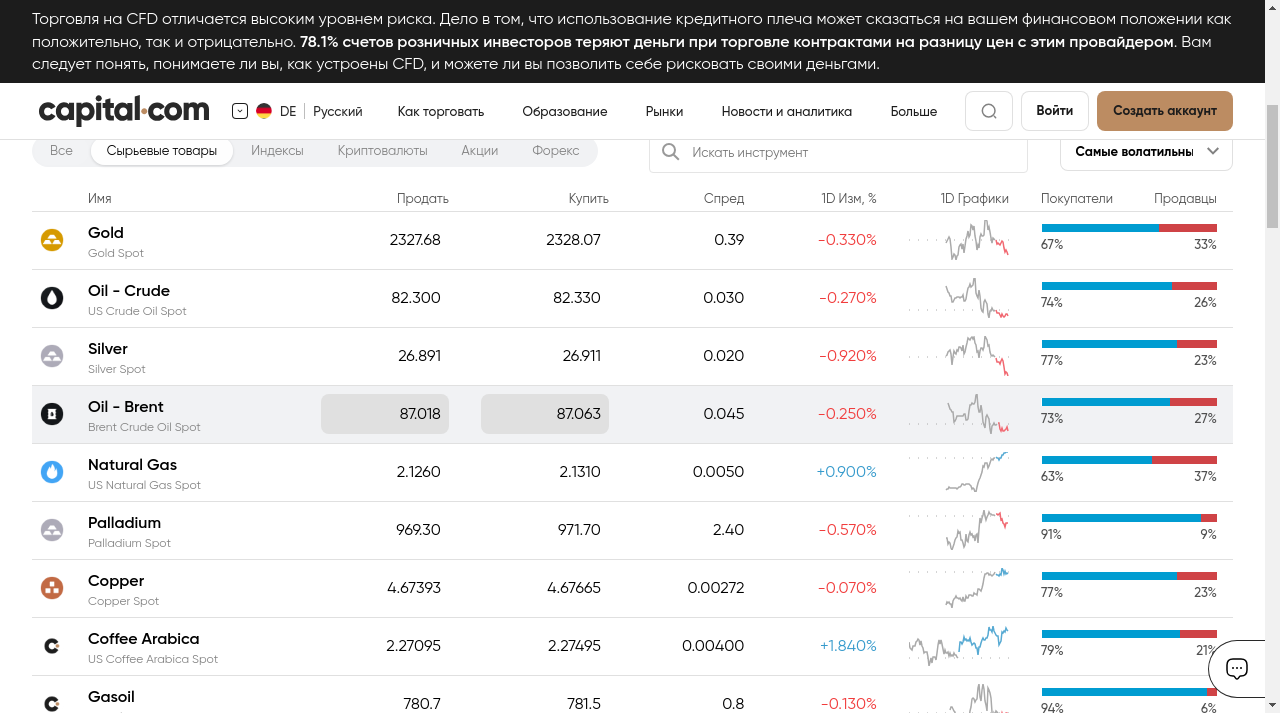 Торговля на CFD отличается высоким уровнем риска. Дело в том, что использование кредитного плеча может сказаться на вашем финансовом положении как
положительно, так и отрицательно. 78.1% счетов розничных инвесторов теряют деньги при торговле контрактами на разницу цен с этим провайдером. Вам
следует понять, понимаете ли вы, как устроены CFD, и можете ли вы позволить себе рисковать своими деньгами.
capital.com DE Русский Как торговать Образование Рынки Новости и аналитика Больше Войти Создать аккаунт
Все Сырьевые товары Индексы Криптовалюты Акции Форекс Искать инструмент Самые волатильны
Имя Продать Купить Спред 1D Изм, % 1D Графики Покупатели Продавцы
Gold 2327.68 2328.07 0.39 -0.330%
Gold Spot 67% 33%
Oil - Crude 82.300 82.330 0.030 -0.270%
US Crude Oil Spot 74% 26%
Silver 26.891 26.911 0.020 -0.920%
Silver Spot 77% 23%
Oil - Brent 87.018 87.063 0.045 -0.250%
Brent Crude Oil Spot 73% 27%
Natural Gas 2.1260 2.1310 0.0050 +0.900%
US Natural Gas Spot 63% 37%
Palladium 969.30 971.70 2.40 -0.570%
Palladium Spot 91% 9%
Copper 4.67393 4.67665 0.00272 -0.070%
Copper Spot 77% 23%
Coffee Arabica 2.27095 2.27495 0.00400 +1.840%
US Coffee Arabica Spot 79% 21%
Gasoil 780.7 781.5 0.8 -0.130%
94% 6%